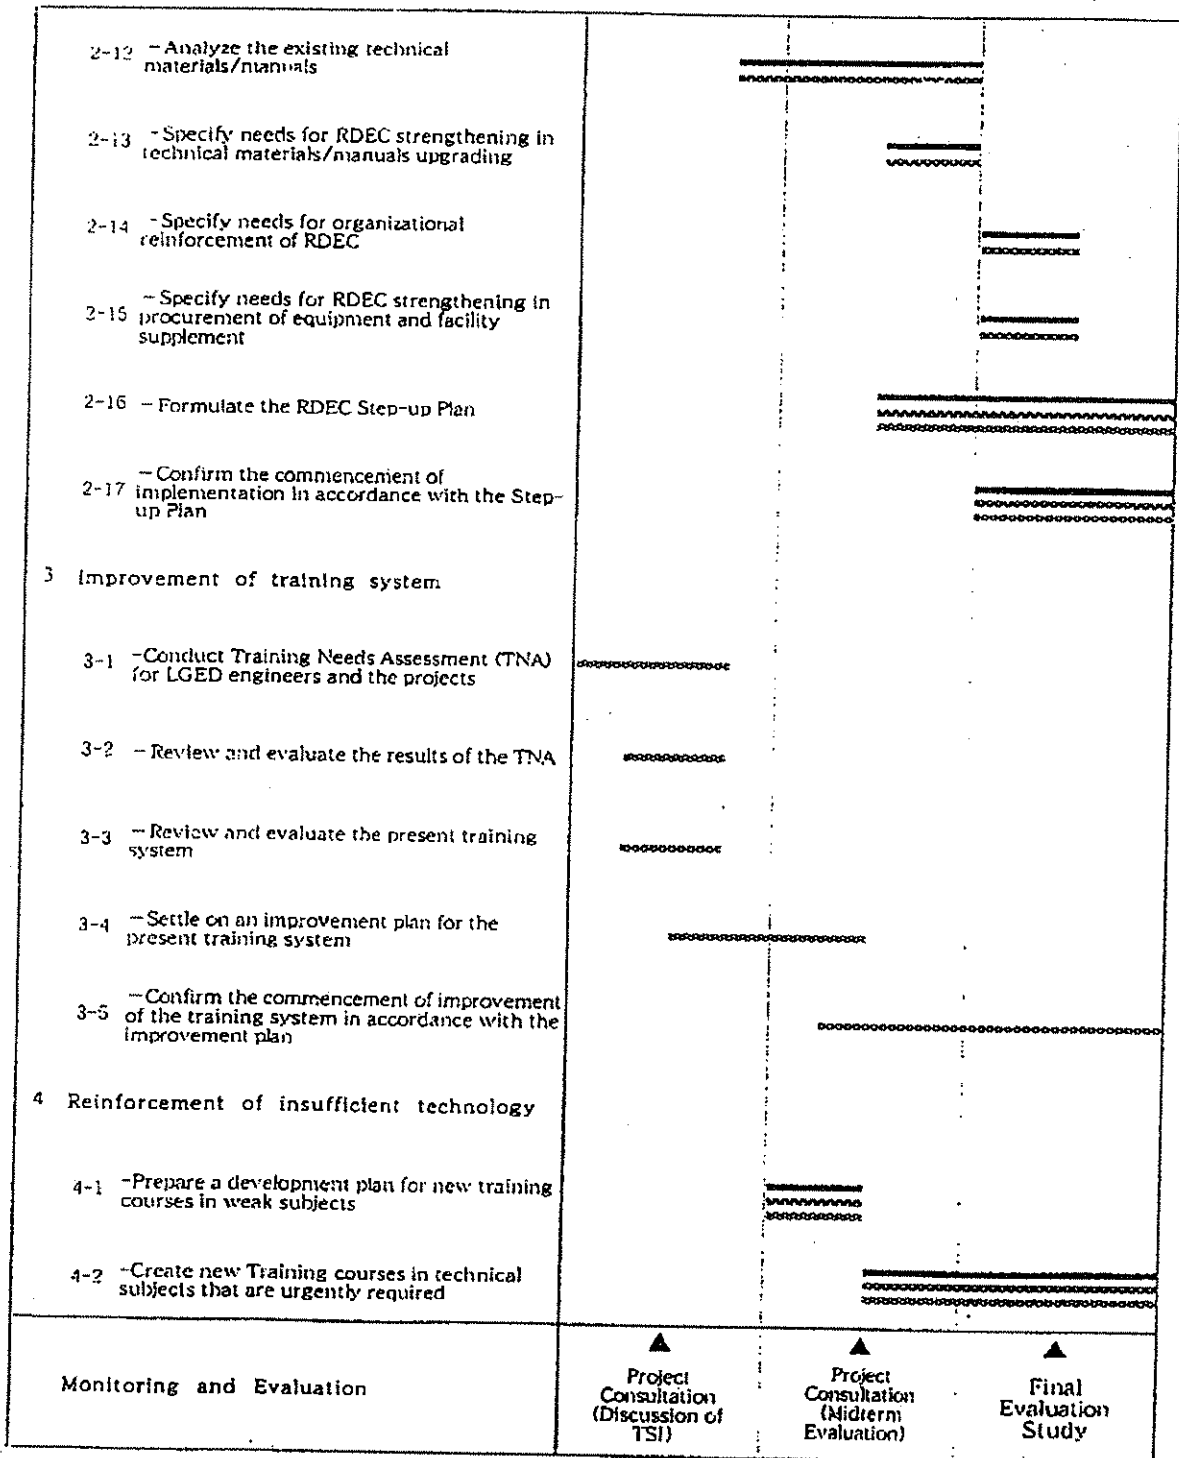 2-12 -Analyze the existing technical
materials/manuals
2-13 -Specify needs for RDEC strengthening in
technical materials/manuals upgrading
2-14 -Specify needs for organizational
reinforcement of RDEC
2-15 -Specify needs for RDEC strengthening in
procurement of equipment and facility
supplement
2-16 -Formulate the RDEC Step-up Plan
2-17 -Confirm the commencement of
implementation in accordance with the Step-
up Plan
3 Improvement of training system
3-1 -Conduct Training Needs Assessment (TNA)
for LGED engineers and the projects
3-2 -Review and evaluate the results of the TNA
3-3 -Review and evaluate the present training
system
3-4 -Settle on an improvement plan for the
present training system
3-5 -Confirm the commencement of improvement
of the training system in accordance with the
improvement plan
4 Reinforcement of insufficient technology
4-1 -Prepare a development plan for new training
courses in weak subjects
4-2 -Create new Training courses in technical
subjects that are urgently required
Monitoring and Evaluation
Project
Consultation
(Discussion of
TSI)
Project
Consultation
(Midterm
Evaluation)
Final
Evaluation
Study